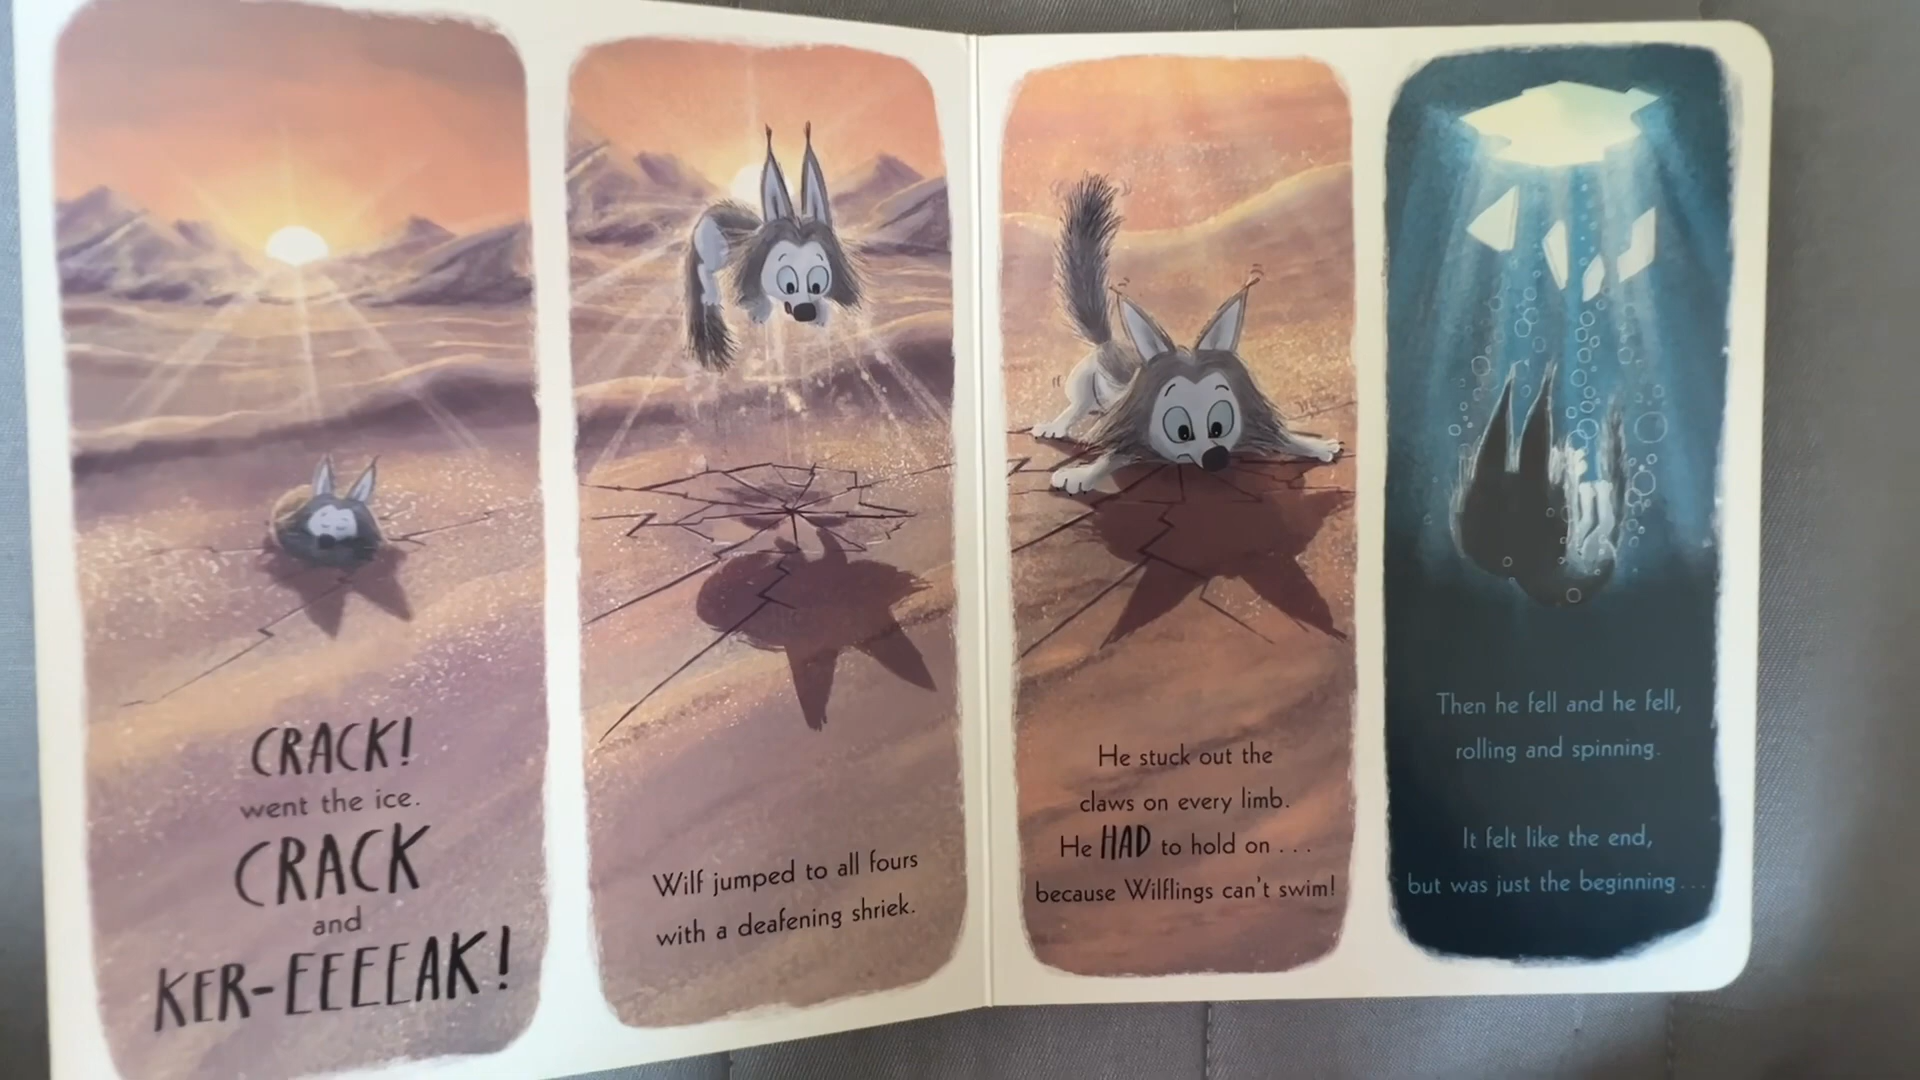 CRACK!
went the ice.
CRACK
and
KER-EEEEAK!
Wilf jumped to all fours
with a deafening shriek.
He stuck out the
claws on every limb.
He HAD to hold on . . .
because Wilflings can't swim!
Then he fell and he fell,
rolling and spinning.
It felt like the end,
but was just the beginning . . .